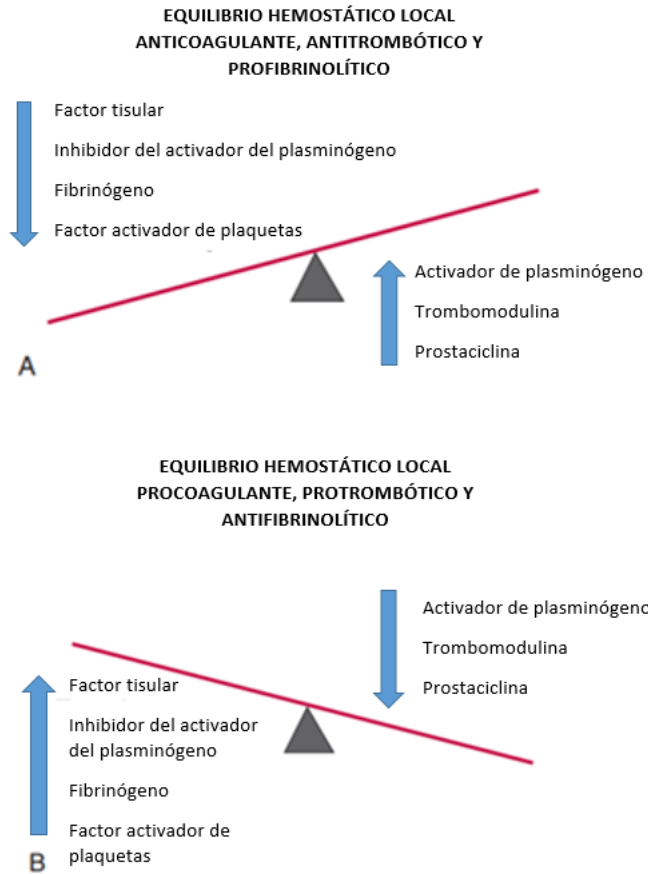 EQUILIBRIO HEMOSTÁTICO LOCAL
ANTICOAGULANTE, ANTITROMBÓTICO Y
PROFIBRINOLÍTICO
Factor tisular
Inhibidor del activador del plasminógeno
Fibrinógeno
Factor activador de plaquetas
Activador de plasminógeno
Trombomodulina
Prostaciclina
A
EQUILIBRIO HEMOSTÁTICO LOCAL
PROCOAGULANTE, PROTROMBÓTICO Y
ANTIFIBRINOLÍTICO
Activador de plasminógeno
Trombomodulina
Prostaciclina
Factor tisular
Inhibidor del activador
del plasminógeno
Fibrinógeno
Factor activador de
plaquetas
B